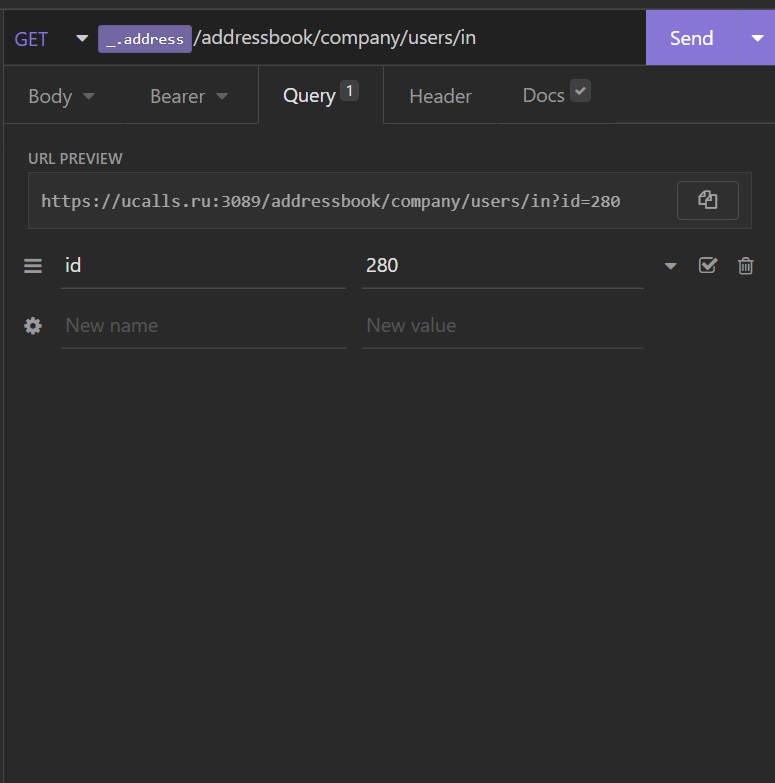 GET _.address/addressbook/company/users/in Send
Body Bearer Query 1 Header Docs
URL PREVIEW
https://ucalls.ru:3089/addressbook/company/users/in?id=280
id 280
New name New value